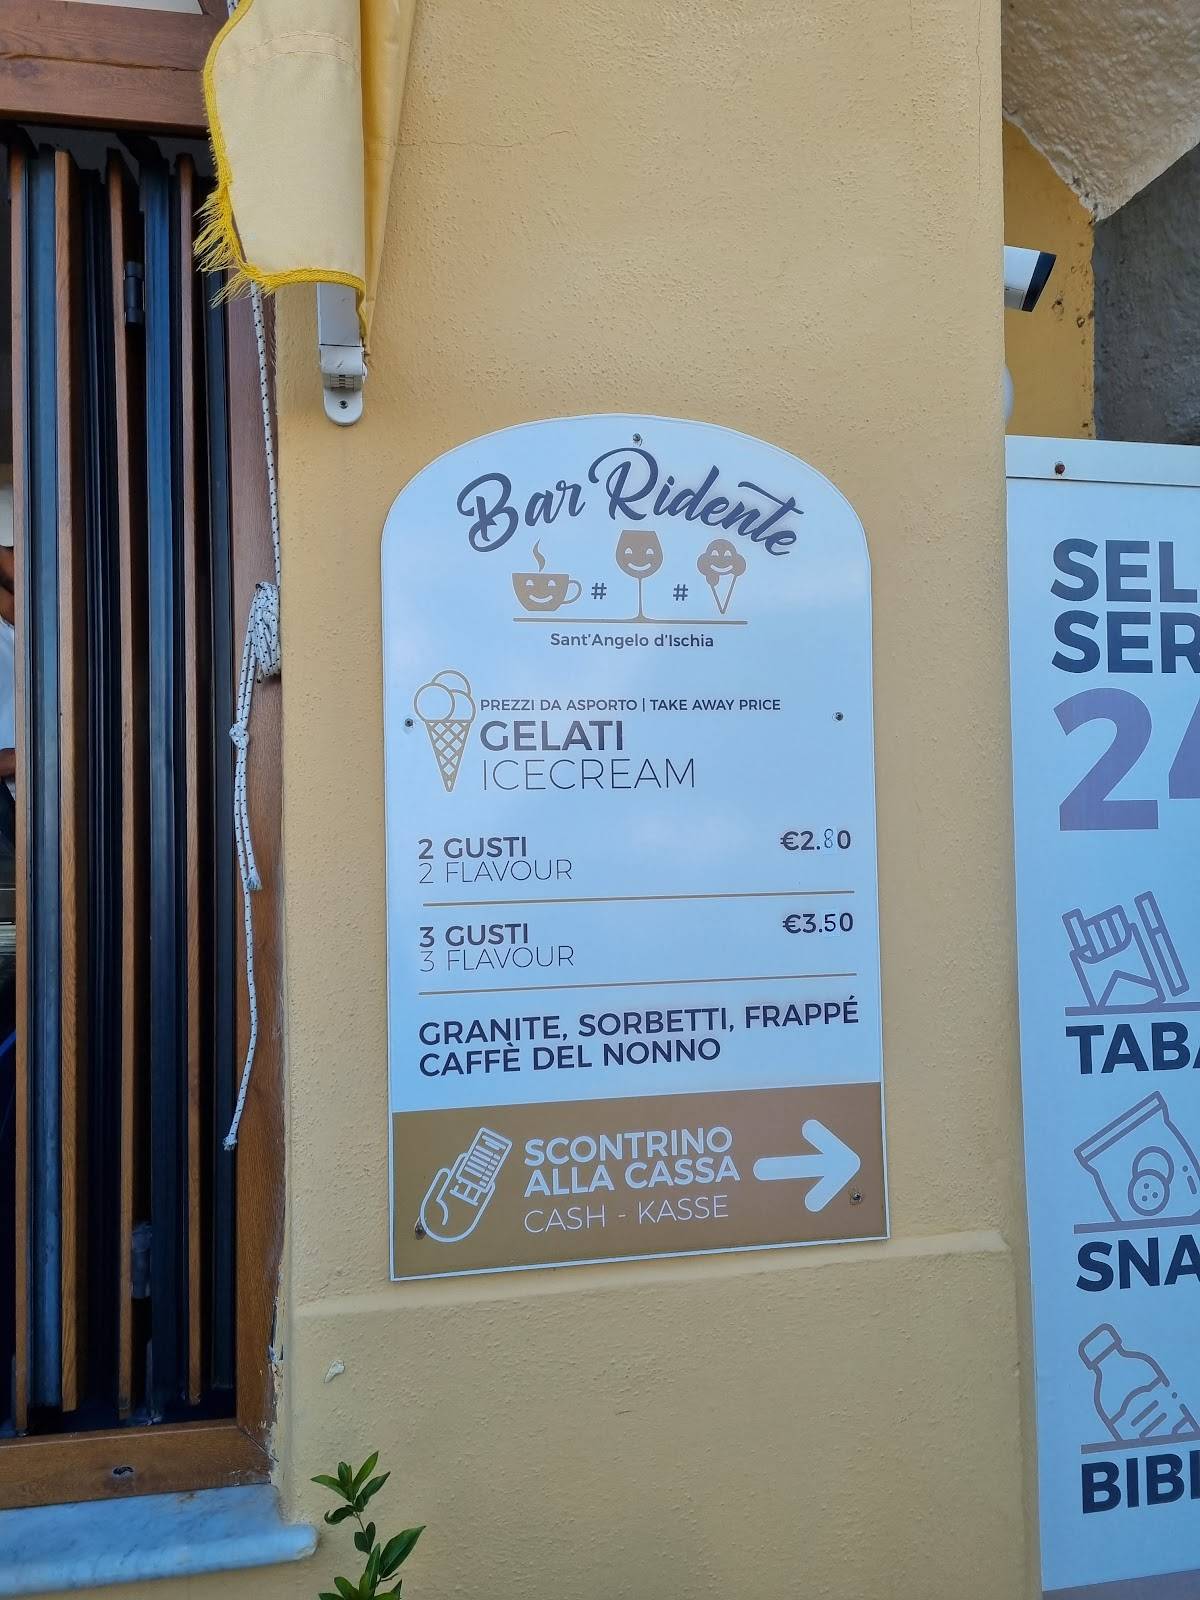 Bar Ridente
# #
Sant'Angelo d'Ischia
PREZZI DA ASPORTO | TAKE AWAY PRICE
GELATI
ICECREAM
2 GUSTI €2.80
2 FLAVOUR
3 GUSTI €3.50
3 FLAVOUR
GRANITE, SORBETTI, FRAPPÉ
CAFFÈ DEL NONNO
SCONTRINO
ALLA CASSA
CASH - KASSE
SEL
SER
24
TABA
SNA
BIBI